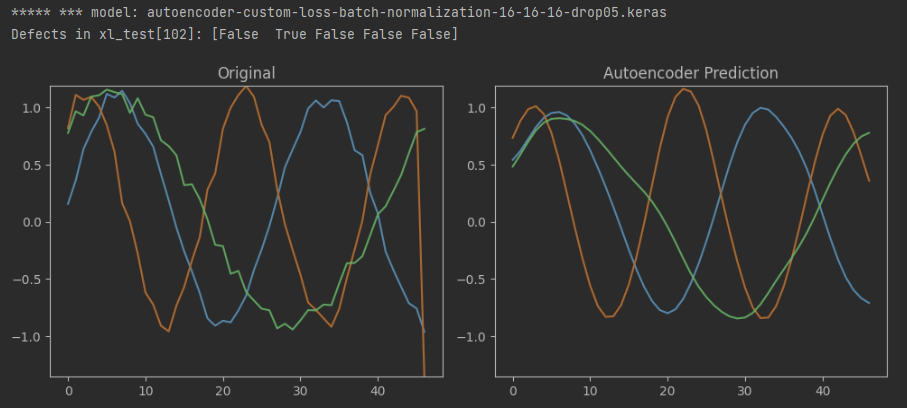 ***** *** model: autoencoder-custom-loss-batch-normalization-16-16-16-drop05.keras
Defects in xl_test[102]: [False  True False False False]
Original
Autoencoder Prediction
1.0
0.5
0.0
−0.5
−1.0
0 10 20 30 40
1.0
0.5
0.0
−0.5
−1.0
0 10 20 30 40